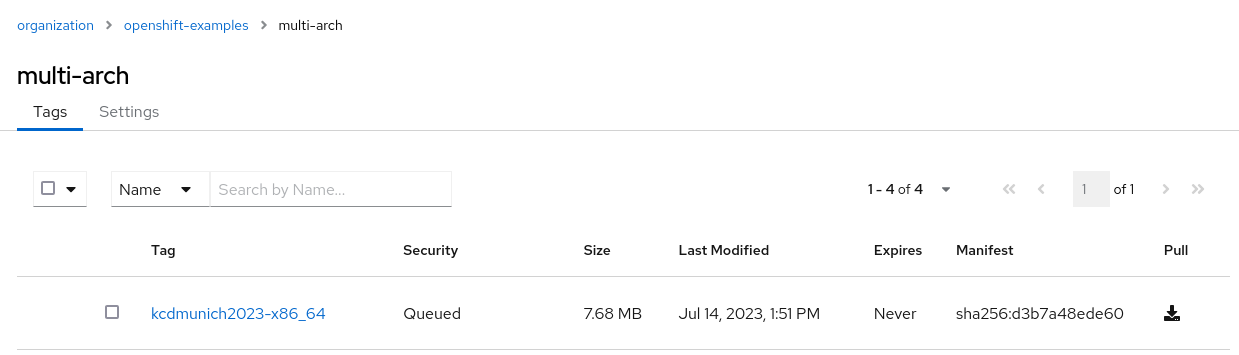 organization > openshift-examples > multi-arch
multi-arch
Tags Settings
Name Search by Name... 1 - 4 of 4 1 of 1
Tag Security Size Last Modified Expires Manifest Pull
kcdmunich2023-x86_64 Queued 7.68 MB Jul 14, 2023, 1:51 PM Never sha256:d3b7a48ede60